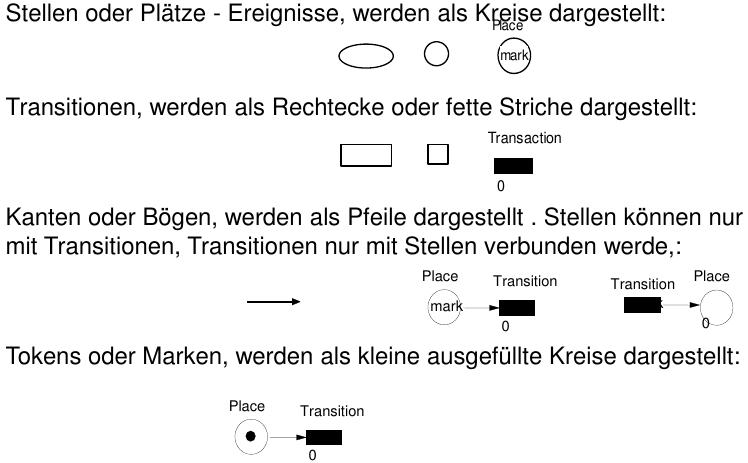 Stellen oder Plätze - Ereignisse, werden als Kreise dargestellt:
Place
mark
Transitionen, werden als Rechtecke oder fette Striche dargestellt:
Transaction
0
Kanten oder Bögen, werden als Pfeile dargestellt . Stellen können nur
mit Transitionen, Transitionen nur mit Stellen verbunden werde,:
Place Transition Transition Place
mark
0 0
Tokens oder Marken, werden als kleine ausgefüllte Kreise dargestellt:
Place Transition
0